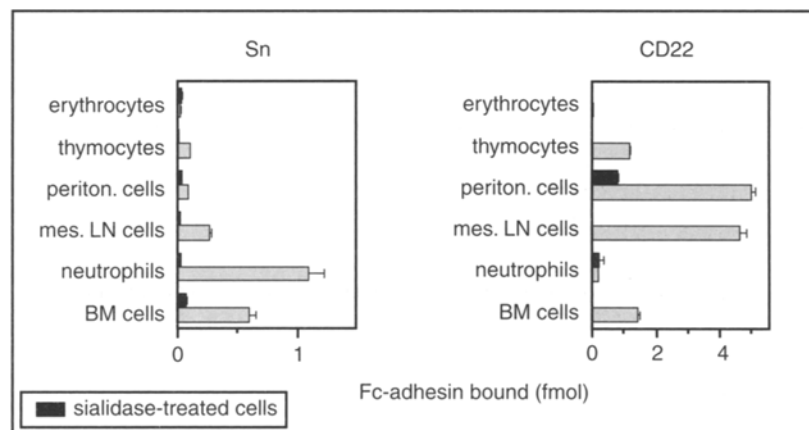 Sn
CD22
erythrocytes
thymocytes
periton. cells
mes. LN cells
neutrophils
BM cells
0
1
erythrocytes
thymocytes
periton. cells
mes. LN cells
neutrophils
BM cells
0
2
4
Fc-adhesin bound (fmol)
sialidase-treated cells